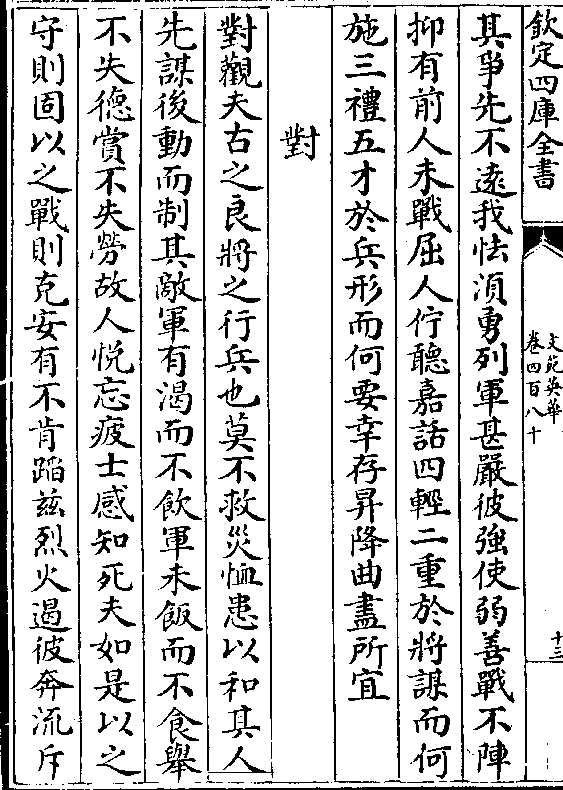 欽定四庫全書
文苑英華
卷四百八十
十三
其爭先不逺我怯湏勇列軍甚嚴彼強使弱善戰不陣
抑有前人未戰屈人佇聽嘉話四輕二重於將謀而何
施三禮五才於兵形而何要幸存昇降曲盡所宜
對
對觀夫古之良將之行兵也莫不救災恤患以和其人
先謀後動而制其敵軍有渴而不飲軍未飯而不食舉
不失德賞不失勞故人悅忘疲士感知死夫如是以之
守則固以之戰則克安有不肯蹈兹烈火遏彼奔流斥